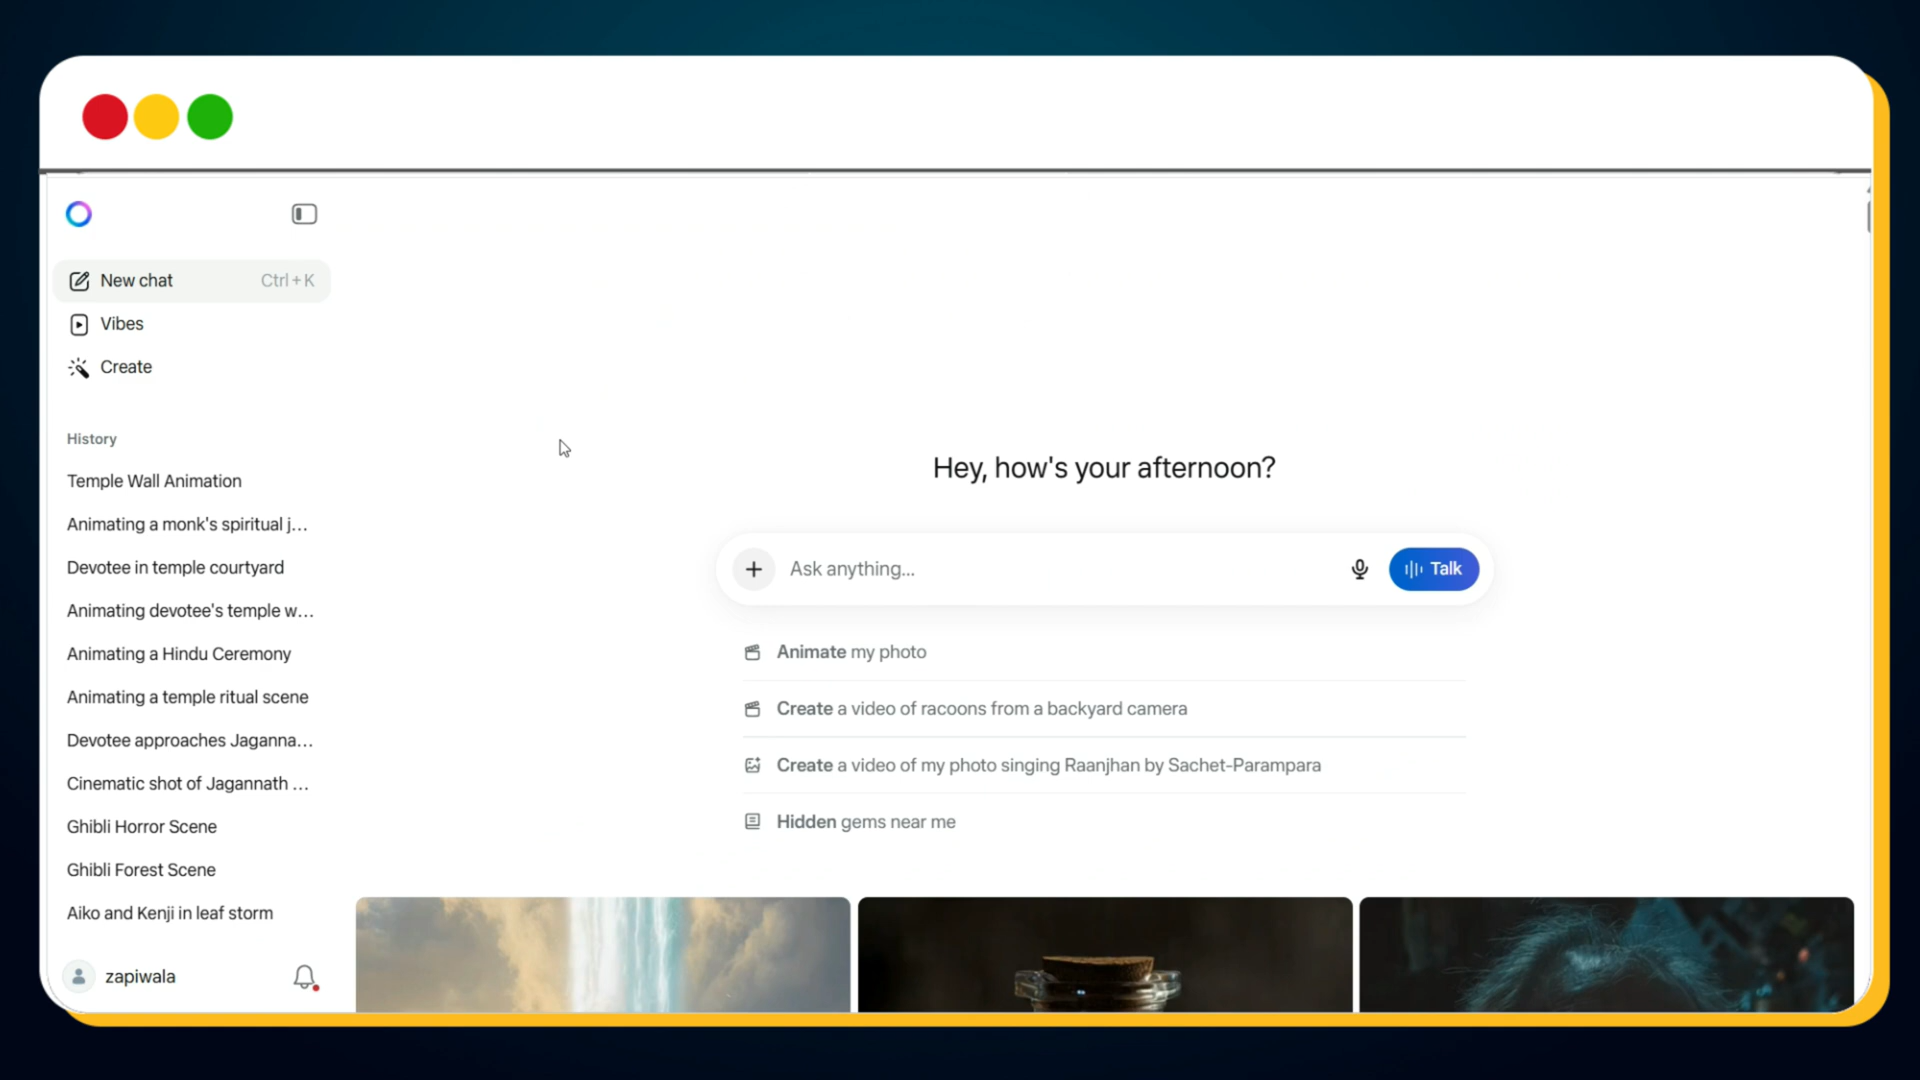 New chat Ctrl+K
Vibes
Create
History
Temple Wall Animation
Animating a monk's spiritual j...
Devotee in temple courtyard
Animating devotee's temple w...
Animating a Hindu Ceremony
Animating a temple ritual scene
Devotee approaches Jaganna...
Cinematic shot of Jagannath ...
Ghibli Horror Scene
Ghibli Forest Scene
Aiko and Kenji in leaf storm
zapiwala
Hey, how's your afternoon?
Ask anything... Talk
Animate my photo
Create a video of racoons from a backyard camera
Create a video of my photo singing Raanjhan by Sachet-Parampara
Hidden gems near me